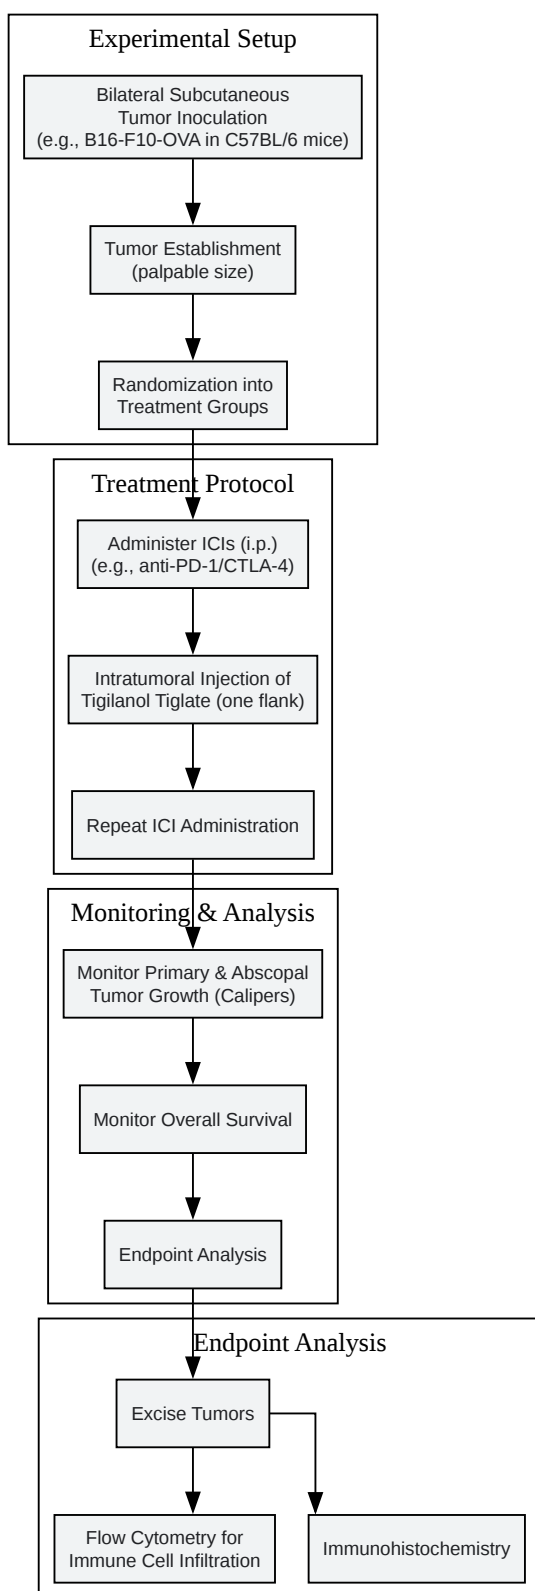 Experimental Setup
Bilateral Subcutaneous
Tumor Inoculation
(e.g., B16-F10-OVA in C57BL/6 mice)
Tumor Establishment
(palpable size)
Randomization into
Treatment Groups
Treatment Protocol
Administer ICIs (i.p.)
(e.g., anti-PD-1/CTLA-4)
Intratumoral Injection of
Tigilanol Tiglate (one flank)
Repeat ICI Administration
Monitoring & Analysis
Monitor Primary & Abscopal
Tumor Growth (Calipers)
Monitor Overall Survival
Endpoint Analysis
Endpoint Analysis
Excise Tumors
Flow Cytometry for
Immune Cell Infiltration
Immunohistochemistry